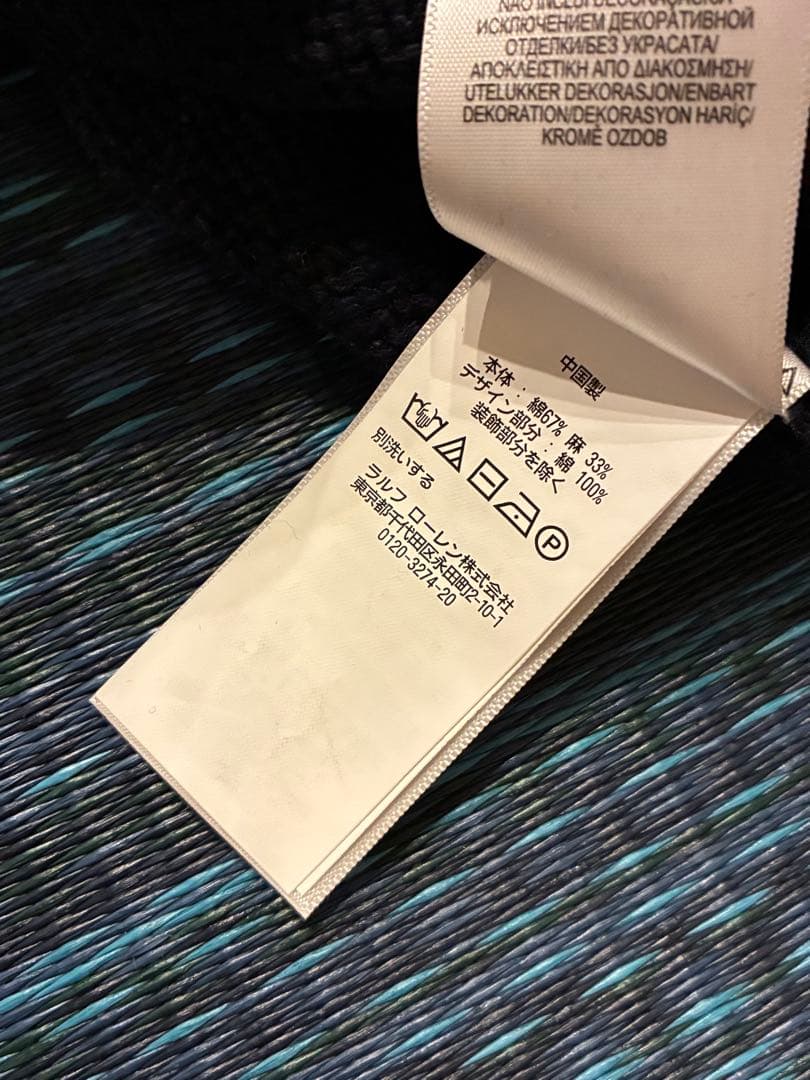 ИСКЛЮЧЕНИЕМ ДЕКОРАТИВНОЙ
ОТДЕЛКИ/БЕЗ УКРАСАТА/
ΑΠΟΚΛΕΙΣΤΙΚΗ ΑΠΟ ΔΙΑΚΟΣΜΗΣΗ/
UTELUKKER DEKORASJON/ENBART
DEKORATION/DEKORASYON HARİÇ/
KROMĚ OZDOB
中国製
本体 : 綿67% 麻 33%
デザイン部分 : 綿 100%
装飾部分を除く
P
別洗いする
ラルフ ローレン株式会社
東京都千代田区永田町2-10-1
0120-3274-20